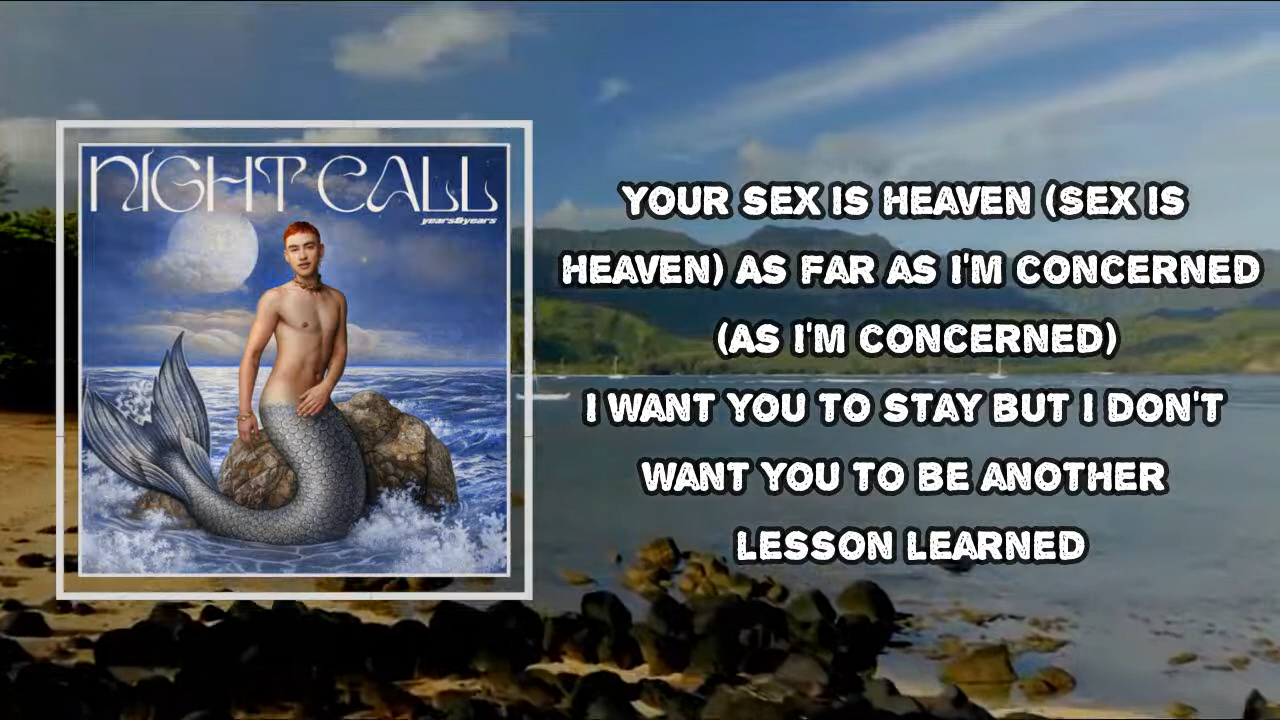 NIGHT CALL
years&years
YOUR SEX IS HEAVEN (SEX IS
HEAVEN) AS FAR AS I'M CONCERNED
(AS I'M CONCERNED)
I WANT YOU TO STAY BUT I DON'T
WANT YOU TO BE ANOTHER
LESSON LEARNED